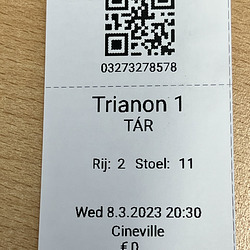 03273278578
Trianon 1
TÁR
Rij: 2 Stoel: 11
Wed 8.3.2023 20:30
Cineville
€ 0